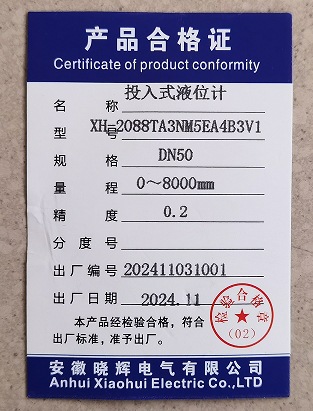 产品合格证
Certificate of product conformity
名称 投入式液位计
型号 XH-2088TA3NM5EA4B3V1
规格 DN50
量程 0～8000mm
精度 0.2
分度号
出厂编号 202411031001
出厂日期 2024.11
本产品经检验合格，符合
出厂标准，准予出厂。
检验合格章
(02)
安徽晓辉电气有限公司
Anhui Xiaohui Electric Co.,LTD